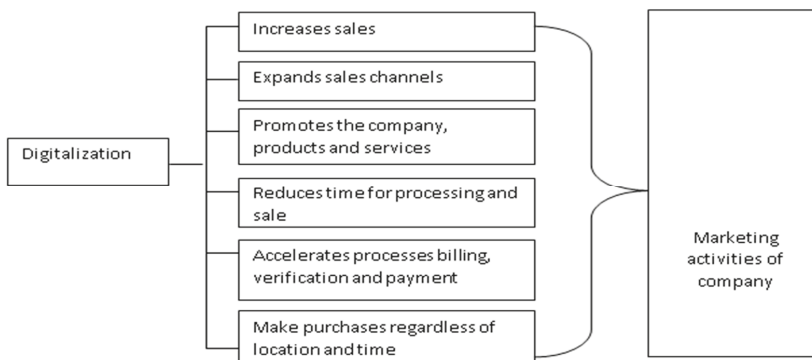 Digitalization
Increases sales
Expands sales channels
Promotes the company,
products and services
Reduces time for processing and
sale
Accelerates processes billing,
verification and payment
Make purchases regardless of
location and time
Marketing
activities of
company